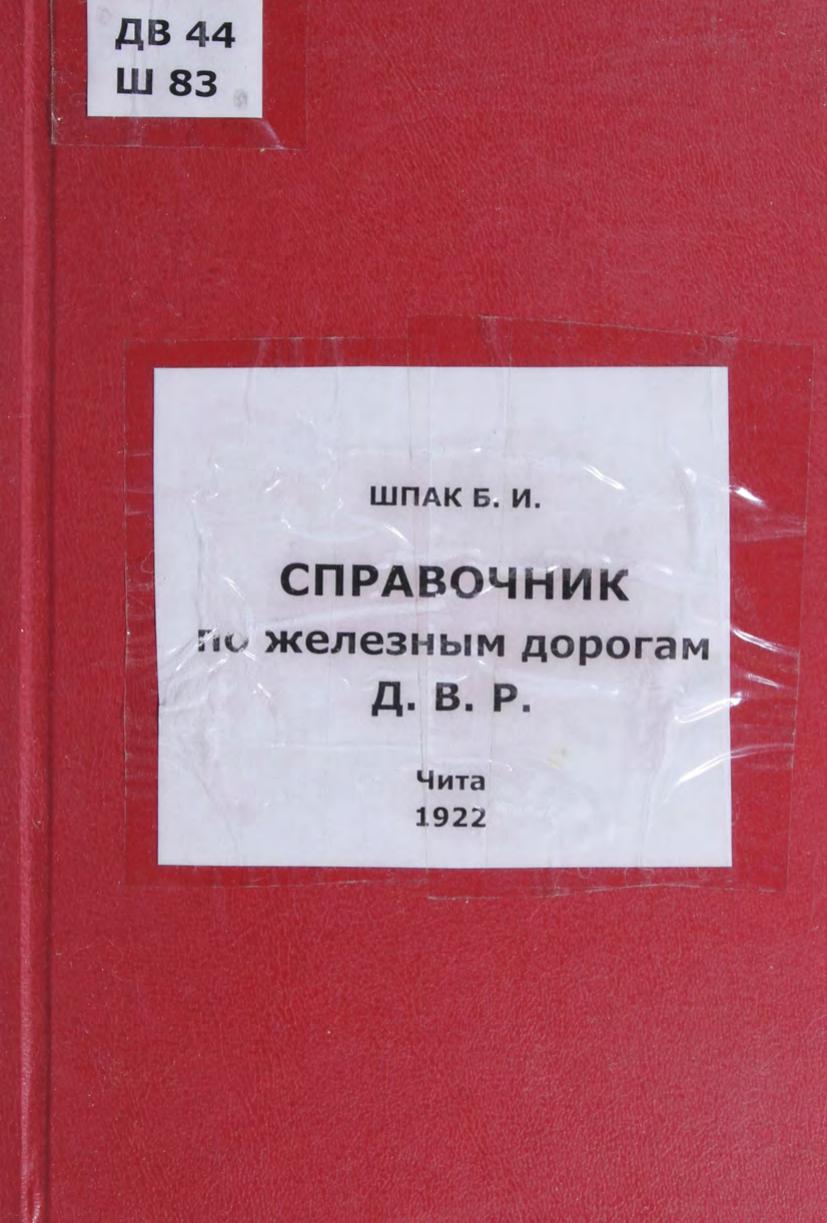 ДВ 44
Ш 83
ШПАК Б. И.
СПРАВОЧНИК
по железным дорогам
Д. В. Р.
Чита
1922